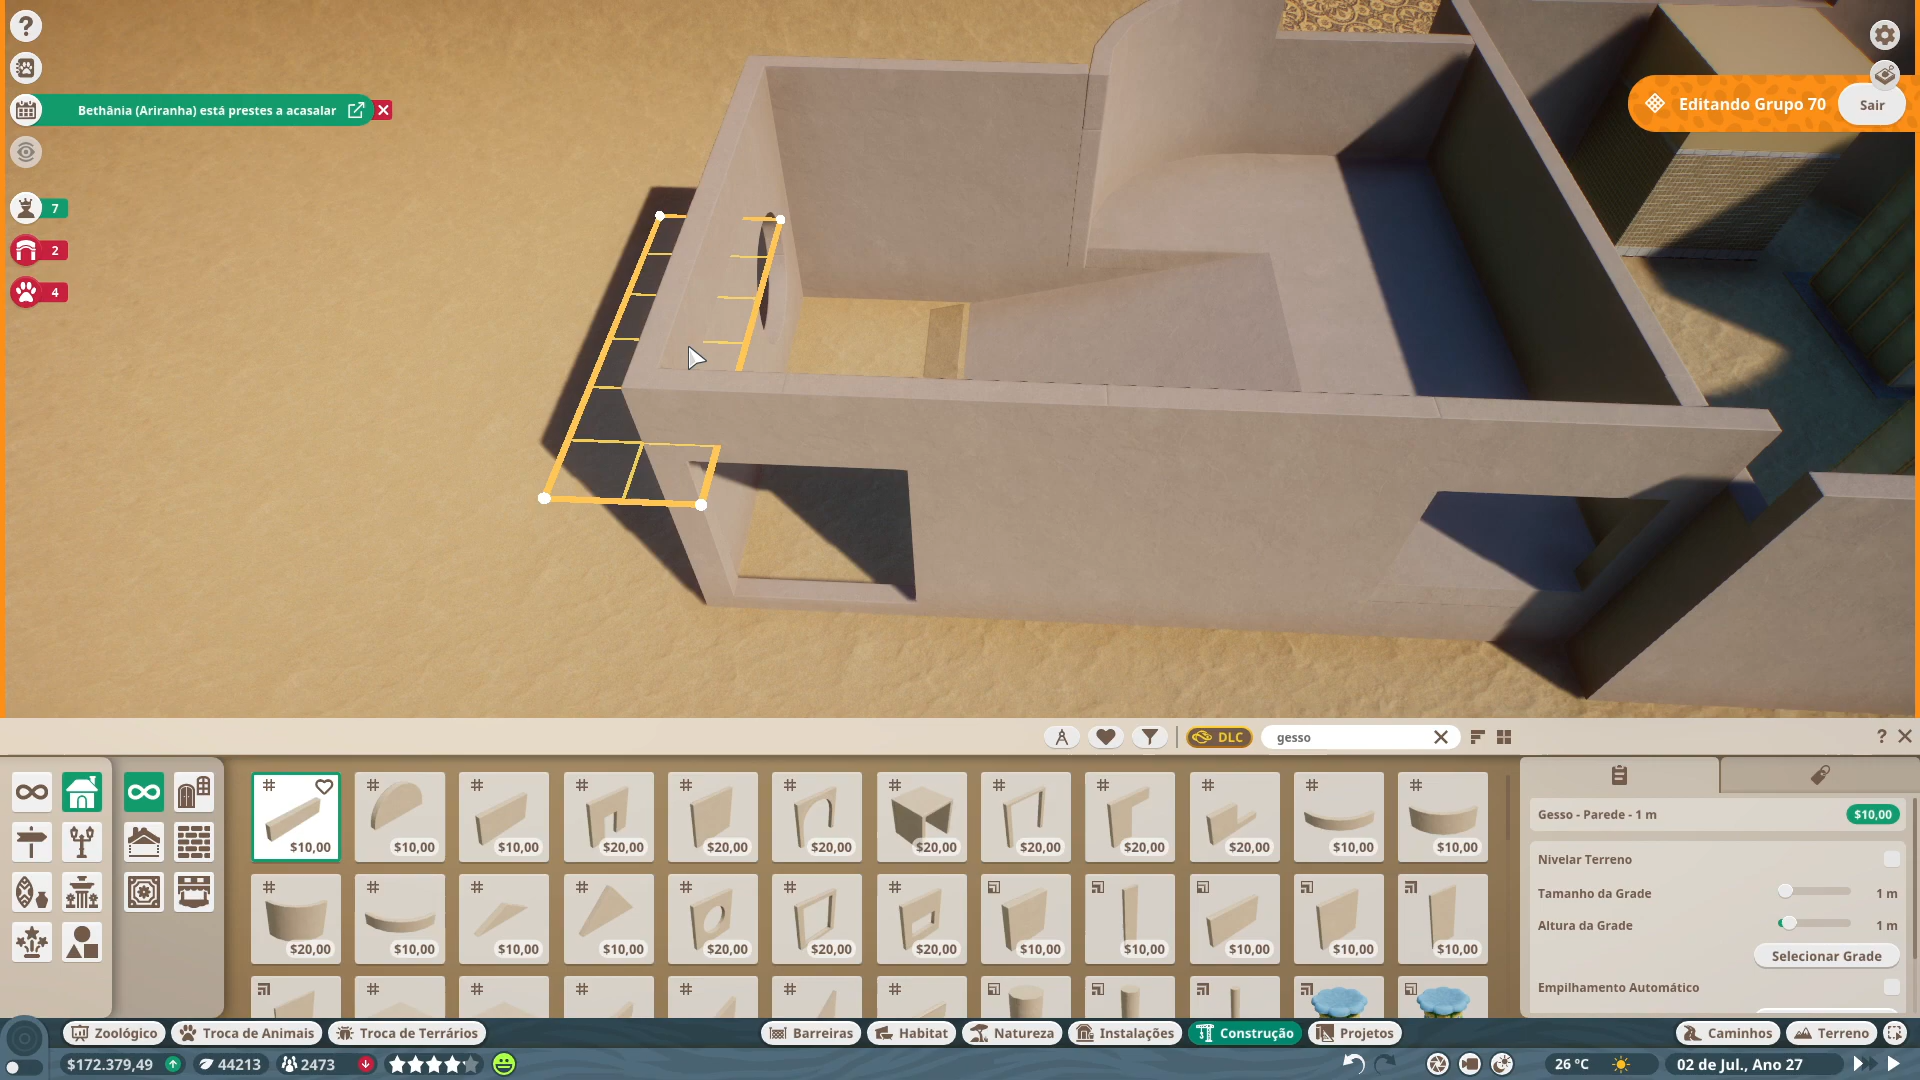 ?
Bethânia (Ariranha) está prestes a acasalar
Editando Grupo 70
Sair
7
2
4
DLC
gesso
?
$10,00
$10,00
$10,00
$20,00
$20,00
$20,00
$20,00
$20,00
$20,00
$20,00
$10,00
$10,00
$20,00
$10,00
$10,00
$10,00
$20,00
$20,00
$20,00
$10,00
$10,00
$10,00
$10,00
$10,00
Gesso - Parede - 1 m
$10,00
Nivelar Terreno
Tamanho da Grade
1 m
Altura da Grade
1 m
Selecionar Grade
Empilhamento Automático
Zoológico
Troca de Animais
Troca de Terrários
Barreiras
Habitat
Natureza
Instalações
Construção
Projetos
Caminhos
Terreno
$172.379,49
44213
2473
26 °C
02 de Jul., Ano 27